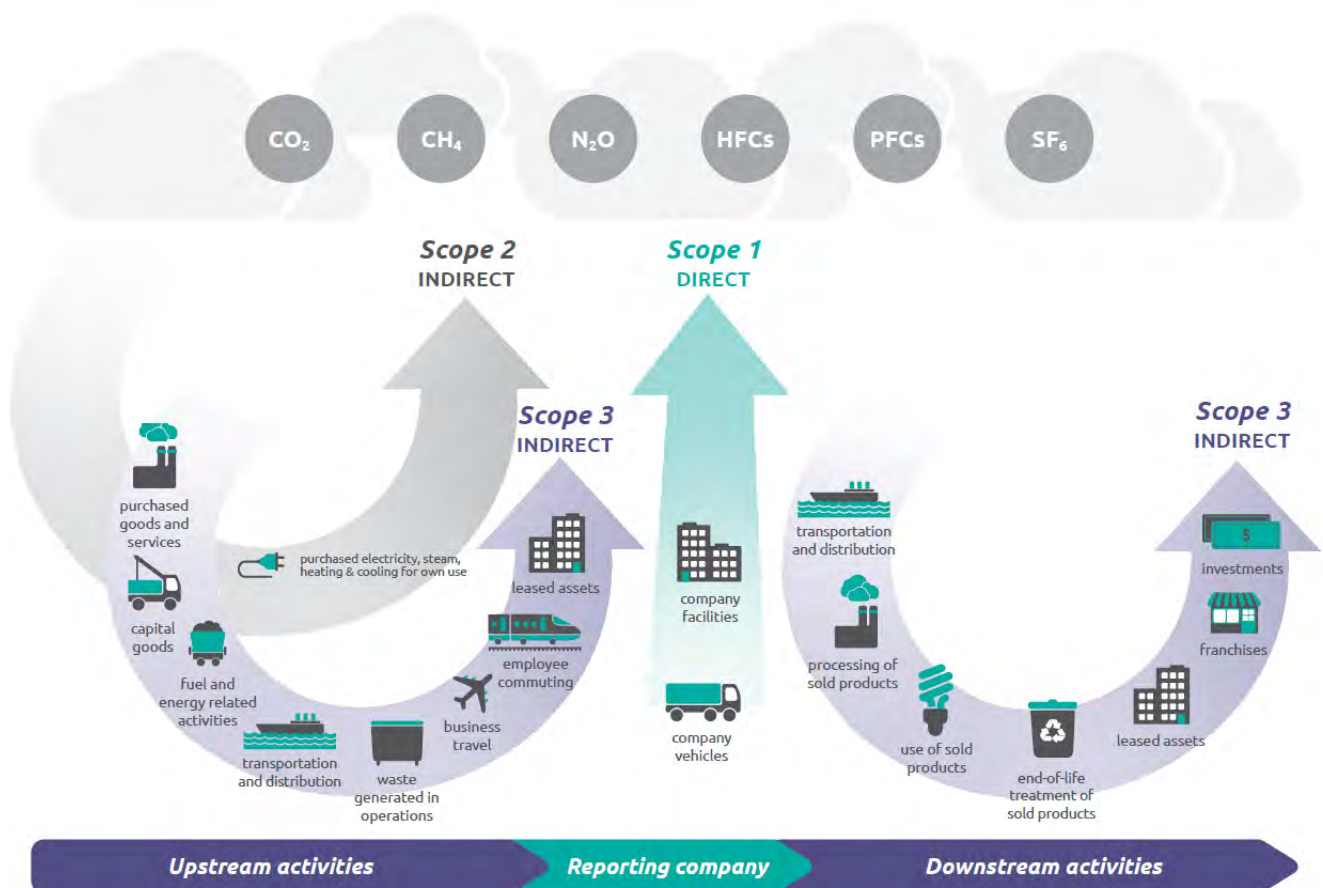 CO₂
CH₄
N₂O
HFCs
PFCs
SF₆
Scope 2
INDIRECT
Scope 1
DIRECT
Scope 3
INDIRECT
Scope 3
INDIRECT
purchased
goods and
services
capital
goods
fuel and
energy related
activities
transportation
and distribution
waste
generated in
operations
business
travel
employee
commuting
leased assets
purchased electricity, steam,
heating & cooling for own use
company
facilities
company
vehicles
transportation
and distribution
processing of
sold products
use of sold
products
end-of-life
treatment of
sold products
leased assets
franchises
$
investments
Upstream activities
Reporting company
Downstream activities